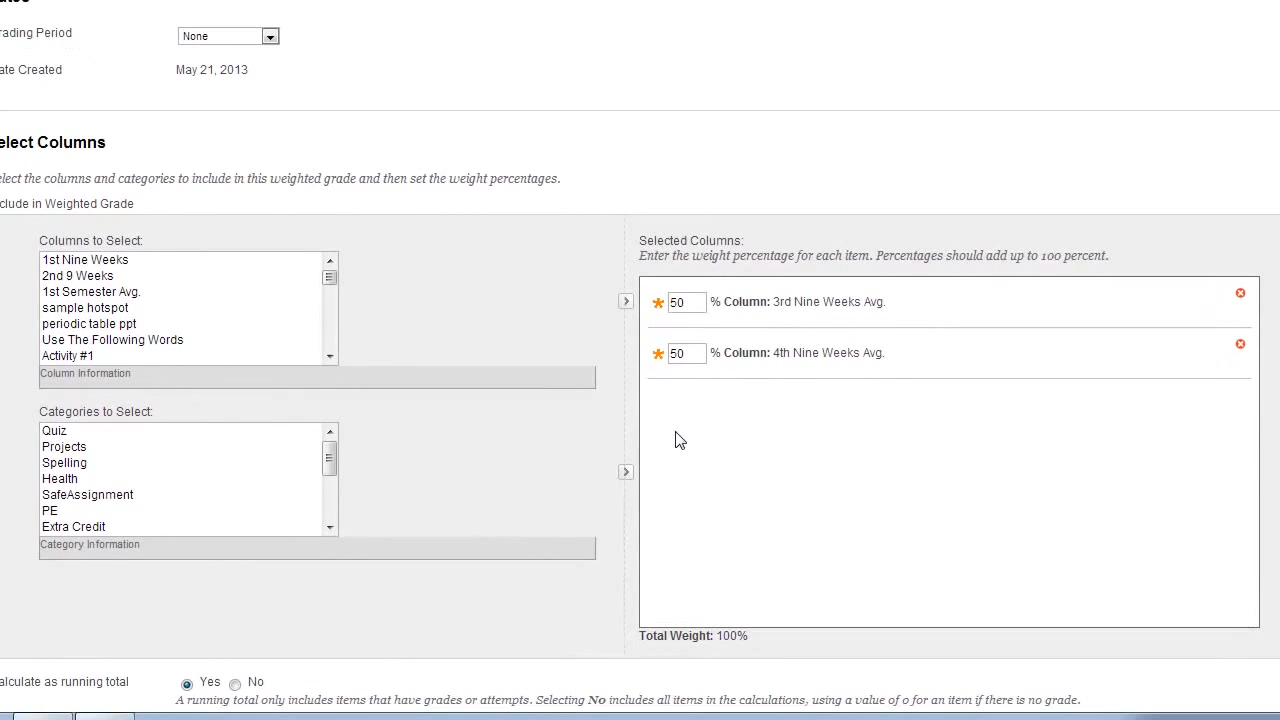 rading Period
None
ate Created
May 21, 2013
elect Columns
elect the columns and categories to include in this weighted grade and then set the weight percentages.
clude in Weighted Grade
Columns to Select:
1st Nine Weeks
2nd 9 Weeks
1st Semester Avg.
sample hotspot
periodic table ppt
Use The Following Words
Activity #1
Column Information
Categories to Select:
Quiz
Projects
Spelling
Health
SafeAssignment
PE
Extra Credit
Category Information
Selected Columns:
Enter the weight percentage for each item. Percentages should add up to 100 percent.
50 % Column: 3rd Nine Weeks Avg.
50 % Column: 4th Nine Weeks Avg.
Total Weight: 100%
alculate as running total
Yes No
A running total only includes items that have grades or attempts. Selecting No includes all items in the calculations, using a value of 0 for an item if there is no grade.